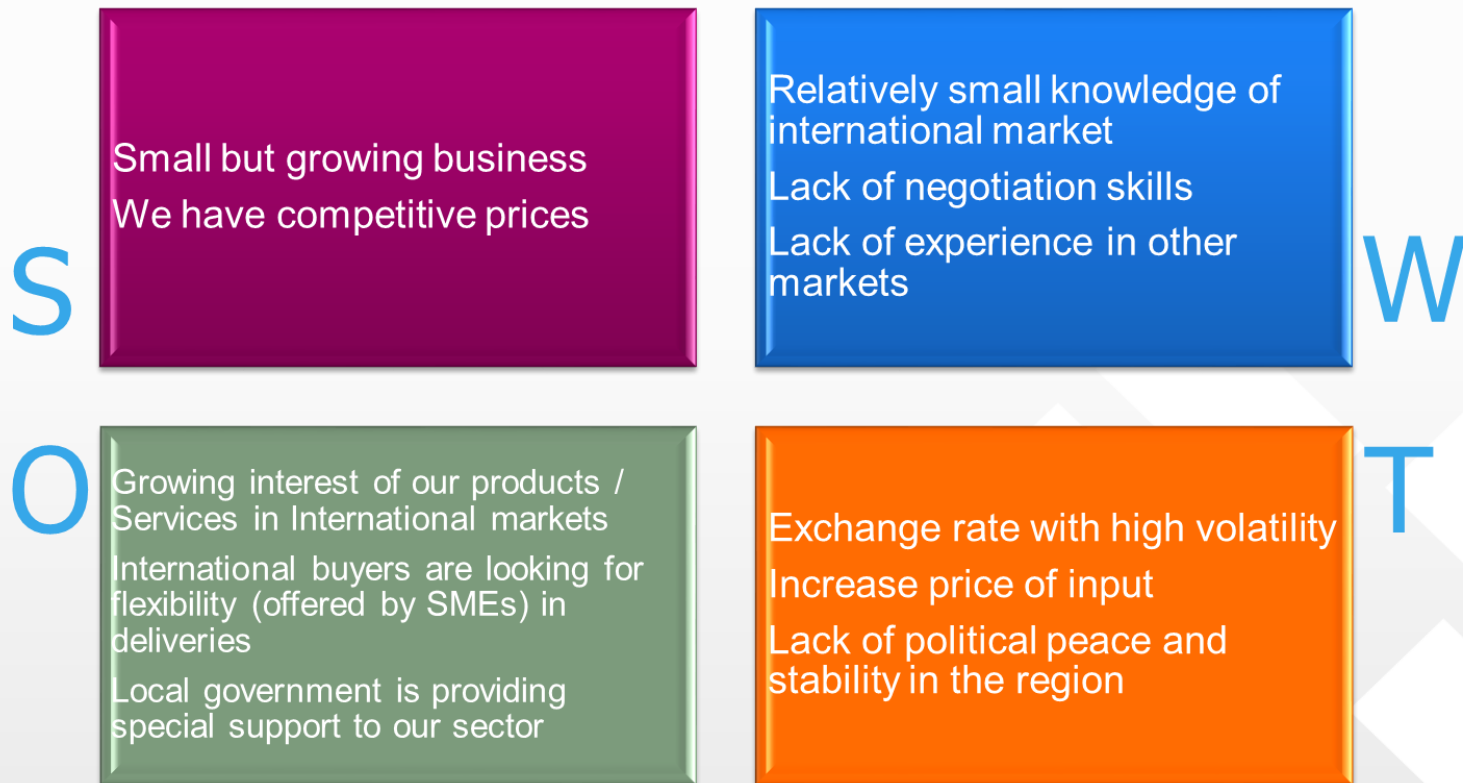 S
Small but growing business
We have competitive prices
W
Relatively small knowledge of
international market
Lack of negotiation skills
Lack of experience in other
markets
O
Growing interest of our products /
Services in International markets
International buyers are looking for
flexibility (offered by SMEs) in
deliveries
Local government is providing
special support to our sector
T
Exchange rate with high volatility
Increase price of input
Lack of political peace and
stability in the region